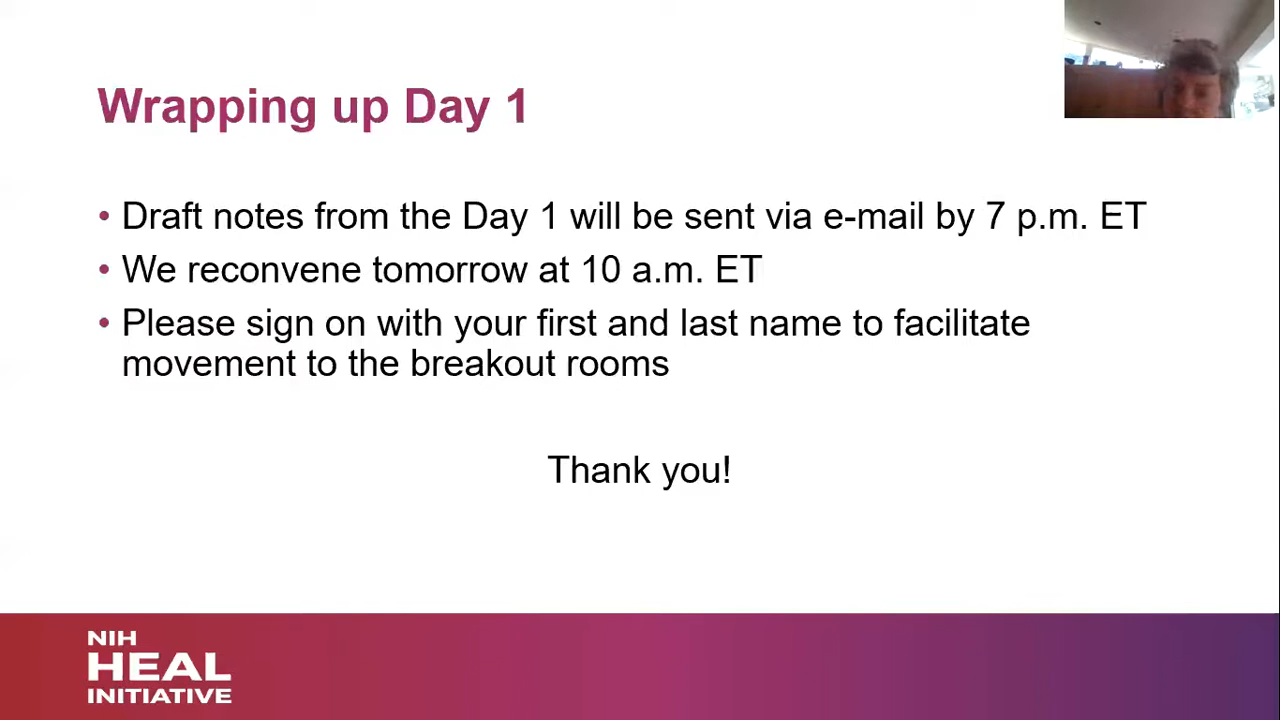 Wrapping up Day 1
• Draft notes from the Day 1 will be sent via e-mail by 7 p.m. ET
• We reconvene tomorrow at 10 a.m. ET
• Please sign on with your first and last name to facilitate
movement to the breakout rooms
Thank you!
NIH
HEAL
INITIATIVE